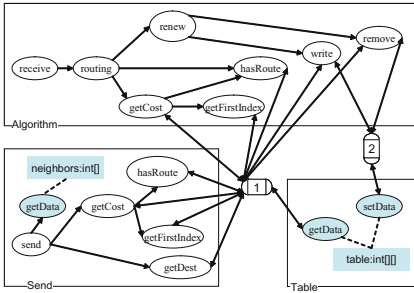 renew
remove
write
receive
routing
hasRoute
getCost
getFirstIndex
Algorithm
2
neighbors:int[]
hasRoute
getData
getCost
1
setData
getFirstIndex
getData
send
getDest
table:int[][]
Send
Table